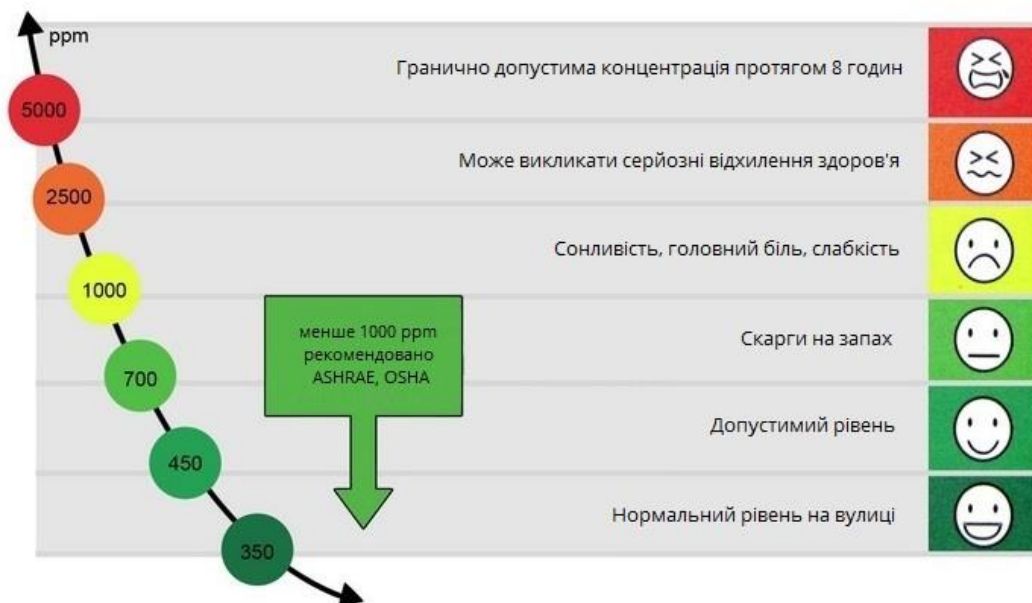 ppm
5000
Гранично допустима концентрація протягом 8 годин
2500
Може викликати серйозні відхилення здоров'я
1000
Сонливість, головний біль, слабкість
менше 1000 ppm
рекомендовано
ASHRAE, OSHA
700
Скарги на запах
450
Допустимий рівень
350
Нормальний рівень на вулиці